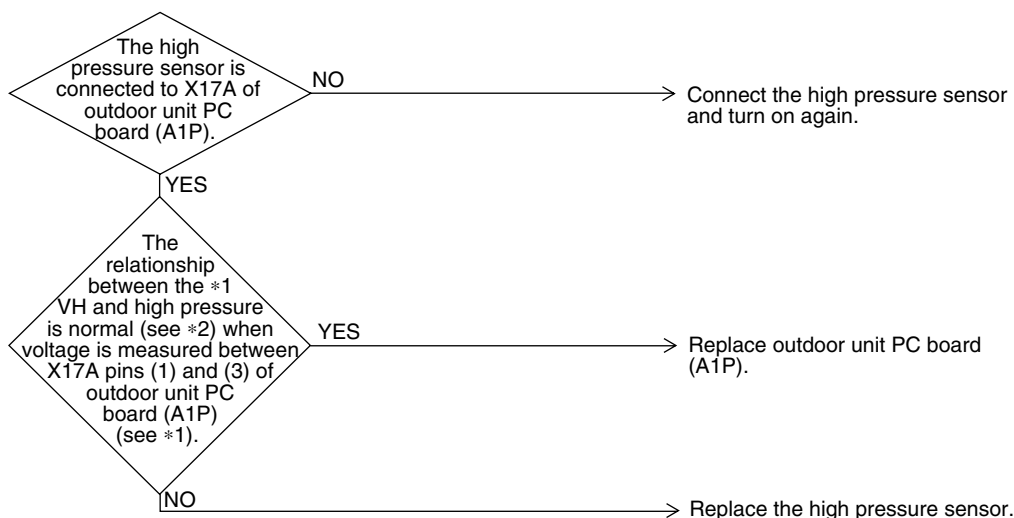 The high
pressure sensor is
connected to X17A of
outdoor unit PC
board (A1P).
NO
Connect the high pressure sensor
and turn on again.
YES
The
relationship
between the *1
VH and high pressure
is normal (see *2) when
voltage is measured between
X17A pins (1) and (3) of
outdoor unit PC
board (A1P)
(see *1).
YES
Replace outdoor unit PC board
(A1P).
NO
Replace the high pressure sensor.